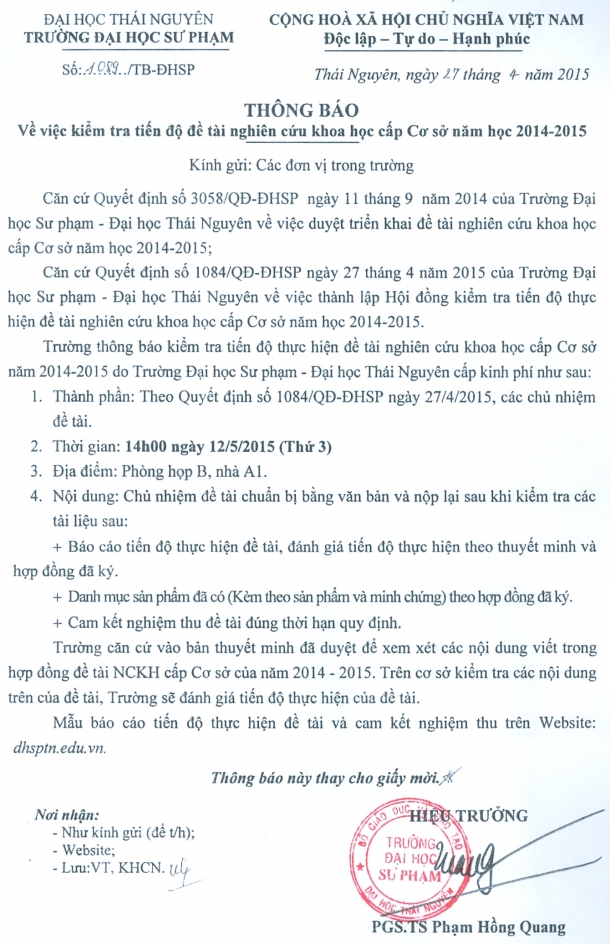 ĐẠI HỌC THÁI NGUYÊN
TRƯỜNG ĐẠI HỌC SƯ PHẠM
CỘNG HOÀ XÃ HỘI CHỦ NGHĨA VIỆT NAM
Độc lập – Tự do – Hạnh phúc
Số: 1089../TB-ĐHSP
Thái Nguyên, ngày 27 tháng 4 năm 2015
THÔNG BÁO
Về việc kiểm tra tiến độ đề tài nghiên cứu khoa học cấp Cơ sở năm học 2014-2015
Kính gửi: Các đơn vị trong trường
Căn cứ Quyết định số 3058/QĐ-ĐHSP ngày 11 tháng 9 năm 2014 của Trường Đại
học Sư phạm - Đại học Thái Nguyên về việc duyệt triển khai đề tài nghiên cứu khoa học
cấp Cơ sở năm học 2014-2015;
Căn cứ Quyết định số 1084/QĐ-ĐHSP ngày 27 tháng 4 năm 2015 của Trường Đại
học Sư phạm - Đại học Thái Nguyên về việc thành lập Hội đồng kiểm tra tiến độ thực
hiện đề tài nghiên cứu khoa học cấp Cơ sở năm học 2014-2015.
Trường thông báo kiểm tra tiến độ thực hiện đề tài nghiên cứu khoa học cấp Cơ sở
năm 2014-2015 do Trường Đại học Sư phạm - Đại học Thái Nguyên cấp kinh phí như sau:
1. Thành phần: Theo Quyết định số 1084/QĐ-ĐHSP ngày 27/4/2015, các chủ nhiệm
đề tài.
2. Thời gian: 14h00 ngày 12/5/2015 (Thứ 3)
3. Địa điểm: Phòng họp B, nhà A1.
4. Nội dung: Chủ nhiệm đề tài chuẩn bị bằng văn bản và nộp lại sau khi kiểm tra các
tài liệu sau:
+ Báo cáo tiến độ thực hiện đề tài, đánh giá tiến độ thực hiện theo thuyết minh và
hợp đồng đã ký.
+ Danh mục sản phẩm đã có (Kèm theo sản phẩm và minh chứng) theo hợp đồng đã ký.
+ Cam kết nghiệm thu đề tài đúng thời hạn quy định.
Trường căn cứ vào bản thuyết minh đã duyệt để xem xét các nội dung viết trong
hợp đồng đề tài NCKH cấp Cơ sở của năm 2014 - 2015. Trên cơ sở kiểm tra các nội dung
trên của đề tài, Trường sẽ đánh giá tiến độ thực hiện của đề tài.
Mẫu báo cáo tiến độ thực hiện đề tài và cam kết nghiệm thu trên Website:
dhsptn.edu.vn.
Thông báo này thay cho giấy mời.
Nơi nhận:
- Như kính gửi (để t/h);
- Website;
- Lưu:VT, KHCN.
HIỆU TRƯỞNG
BỘ GIÁO DỤC VÀ ĐÀO TẠO
TRƯỜNG
ĐẠI HỌC
SƯ PHẠM
ĐẠI HỌC THÁI NGUYÊN
PGS.TS Phạm Hồng Quang